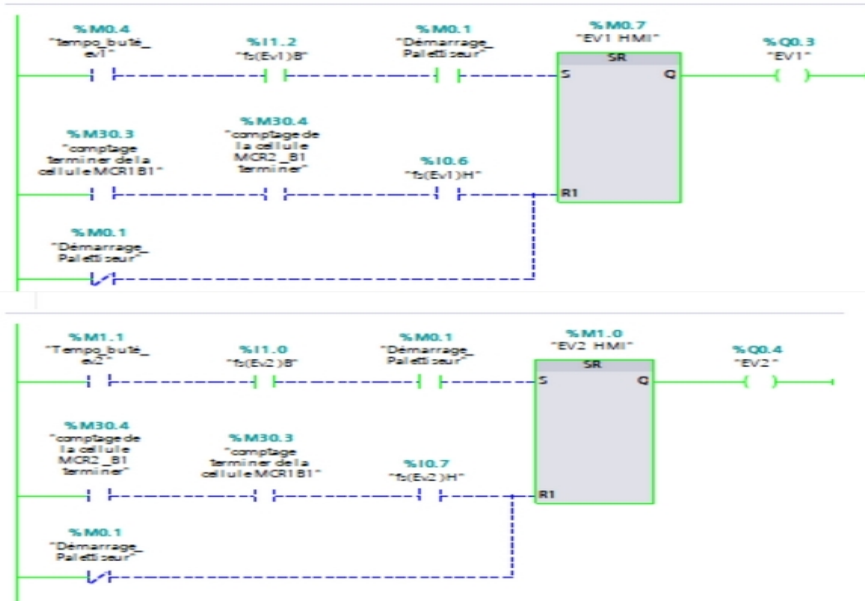 %M0.4
"tempo_buté_
ev1"
%I1.2
"fs(Ev1)B"
%M0.1
"Démarrage_
Palettiseur"
%M0.7
"EV1 HMI"
SR
S
Q
%Q0.3
"EV1"
%M30.3
"comptage
terminer de la
cellule MCR1B1"
%M30.4
"comptage de
la cellule
MCR2_B1
terminer"
%I0.6
"fs(Ev1)H"
R1
%M0.1
"Démarrage_
Palettiseur"
%M1.1
"Tempo_buté_
ev2"
%I1.0
"fs(Ev2)B"
%M0.1
"Démarrage_
Palettiseur"
%M1.0
"EV2 HMI"
SR
S
Q
%Q0.4
"EV2"
%M30.4
"comptage de
la cellule
MCR2_B1
terminer"
%M30.3
"comptage
terminer de la
cellule MCR1B1"
%I0.7
"fs(Ev2)H"
R1
%M0.1
"Démarrage_
Palettiseur"